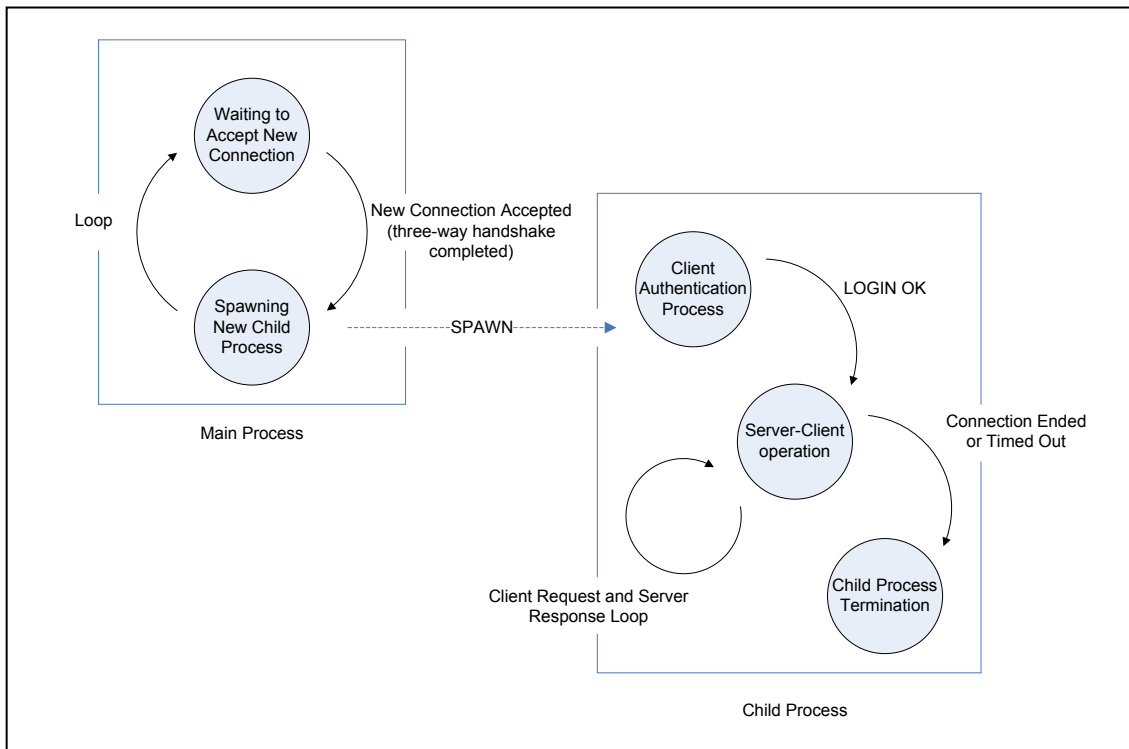 Waiting to
Accept New
Connection
Loop
New Connection Accepted
(three-way handshake
completed)
Spawning
New Child
Process
SPAWN
Main Process
Client
Authentication
Process
LOGIN OK
Server-Client
operation
Connection Ended
or Timed Out
Client Request and Server
Response Loop
Child Process
Termination
Child Process